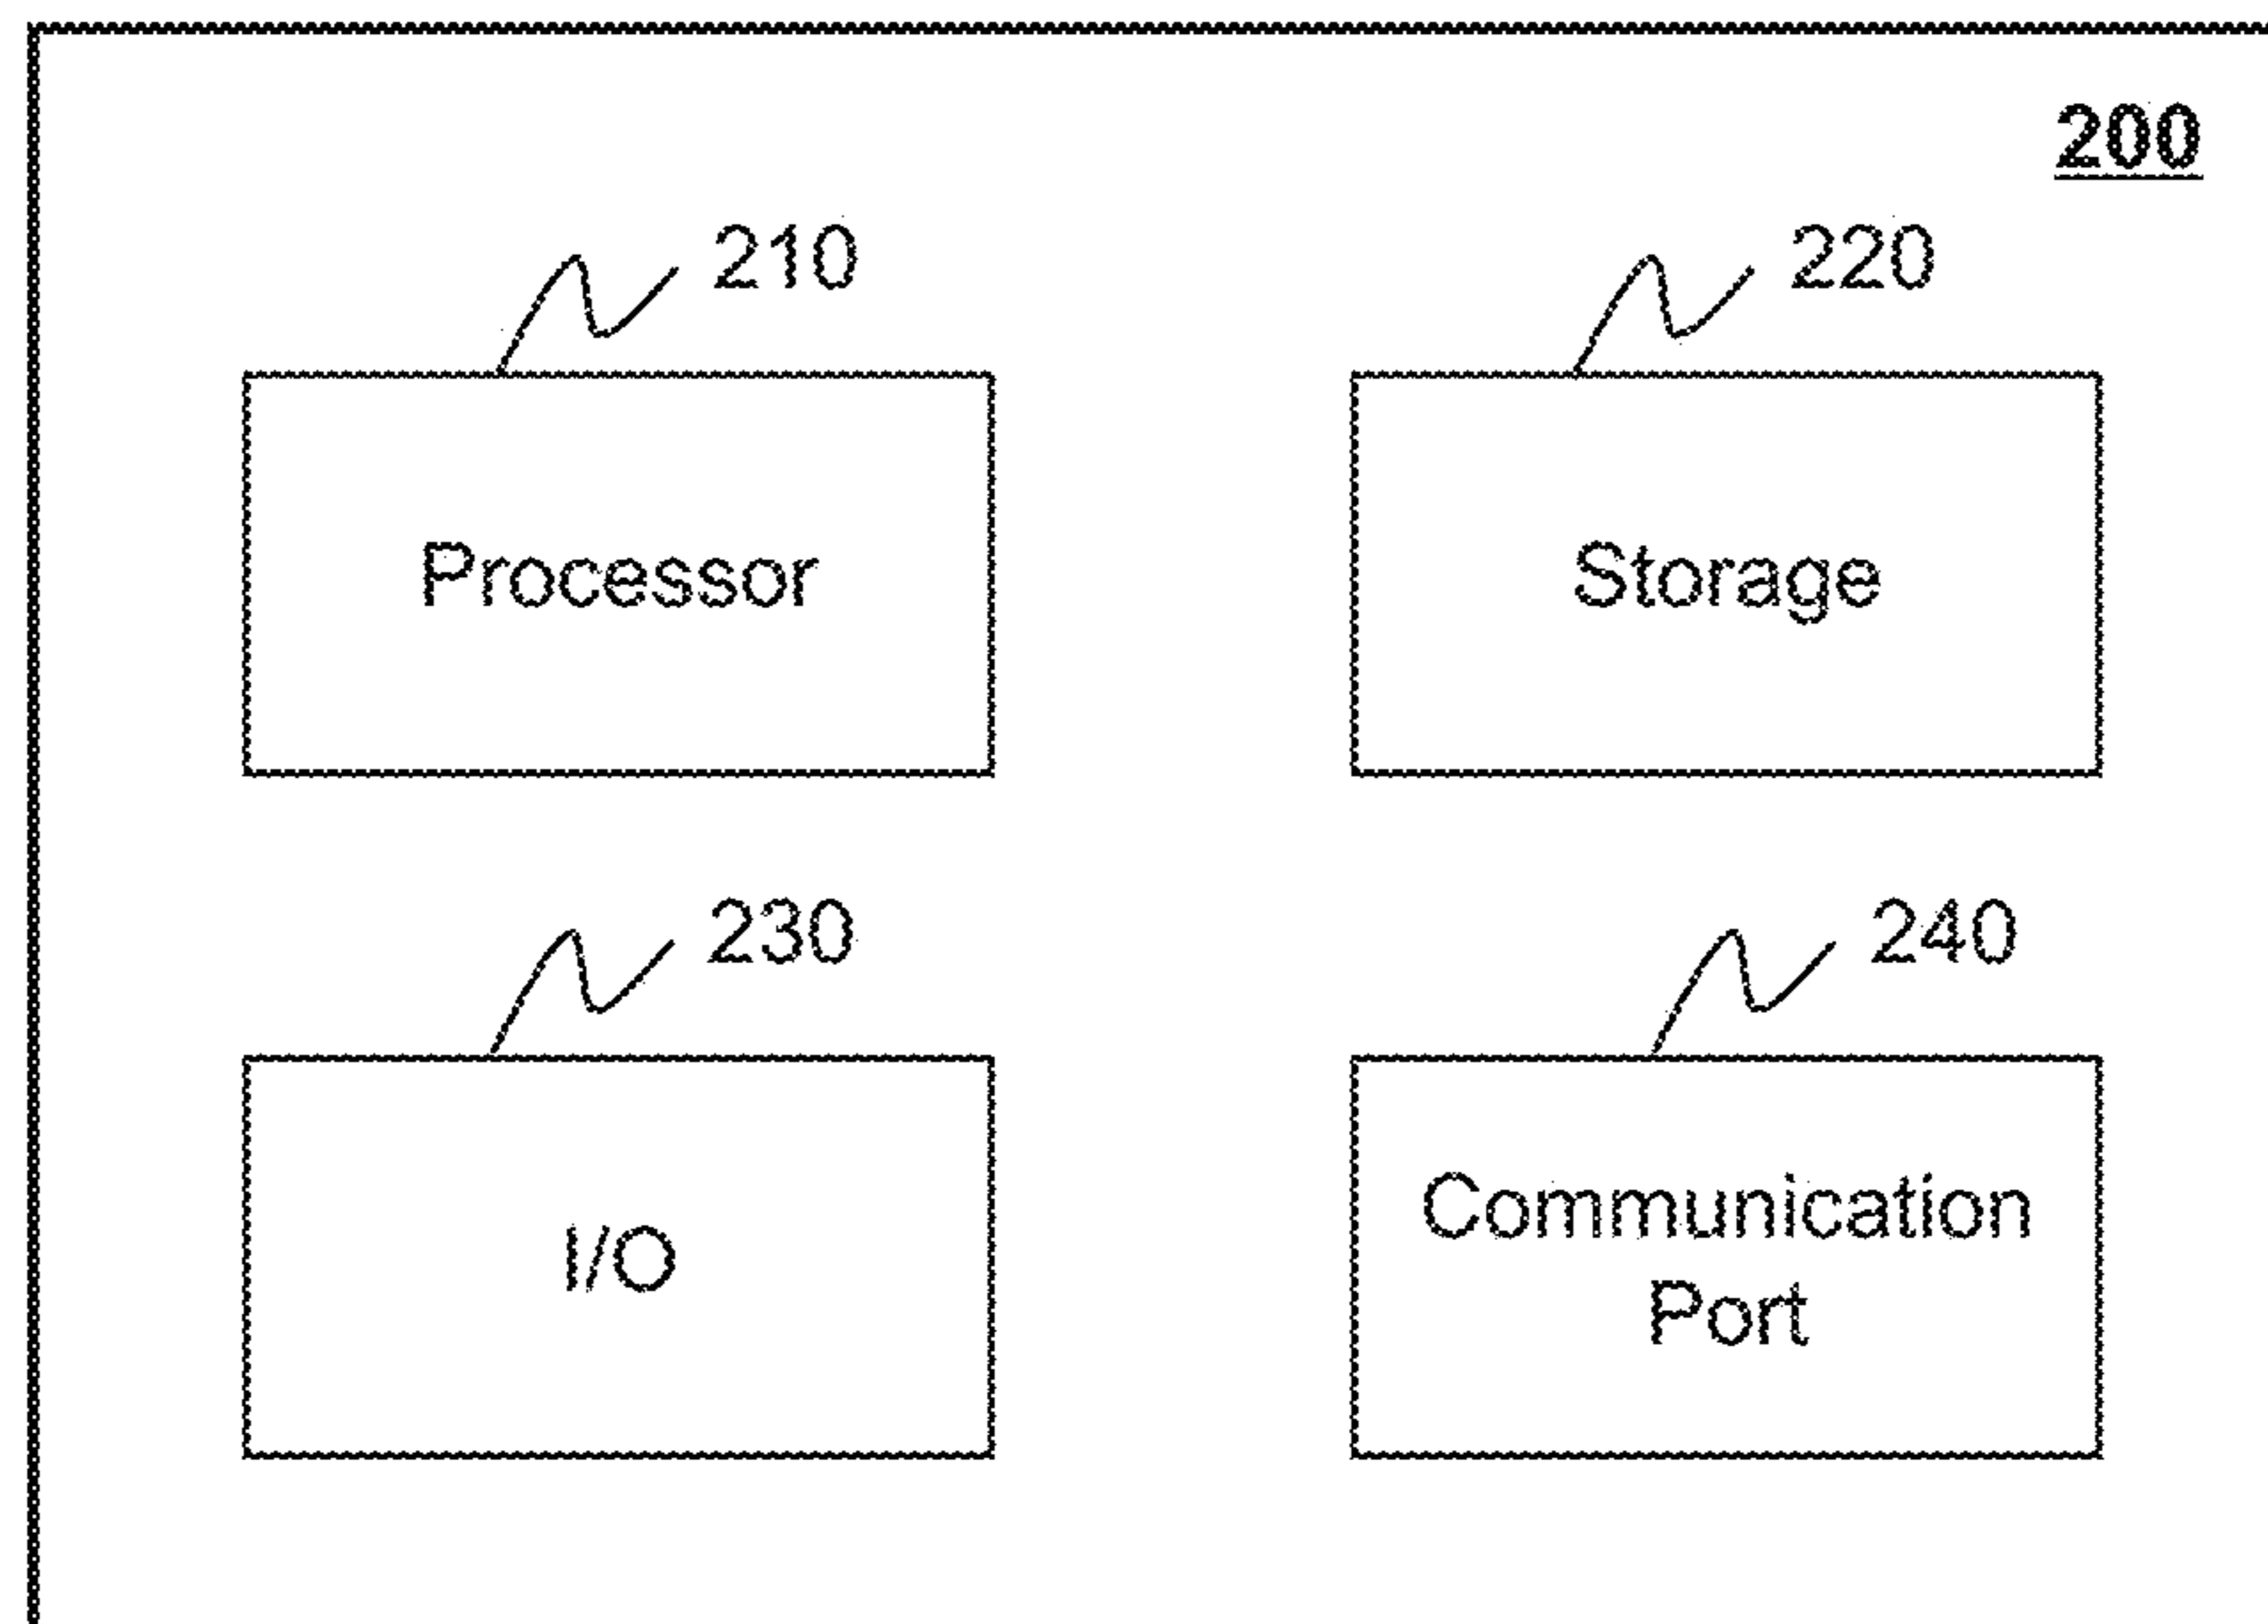 200
210
220
Processor
Storage
230
240
I/O
Communication
Port